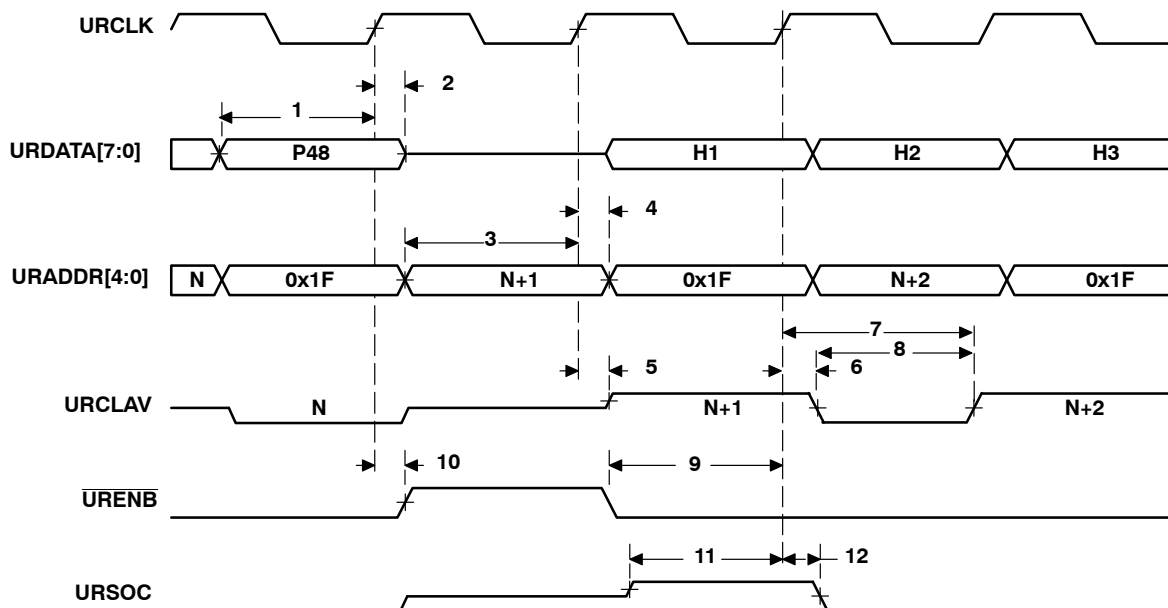 URCLK
2
1
URDATA[7:0] P48 H1 H2 H3
4
3
URADDR[4:0] N 0x1F N+1 0x1F N+2 0x1F
7
8
5 6
URCLAV N N+1 N+2
10 9
URENB
11 12
URSOC